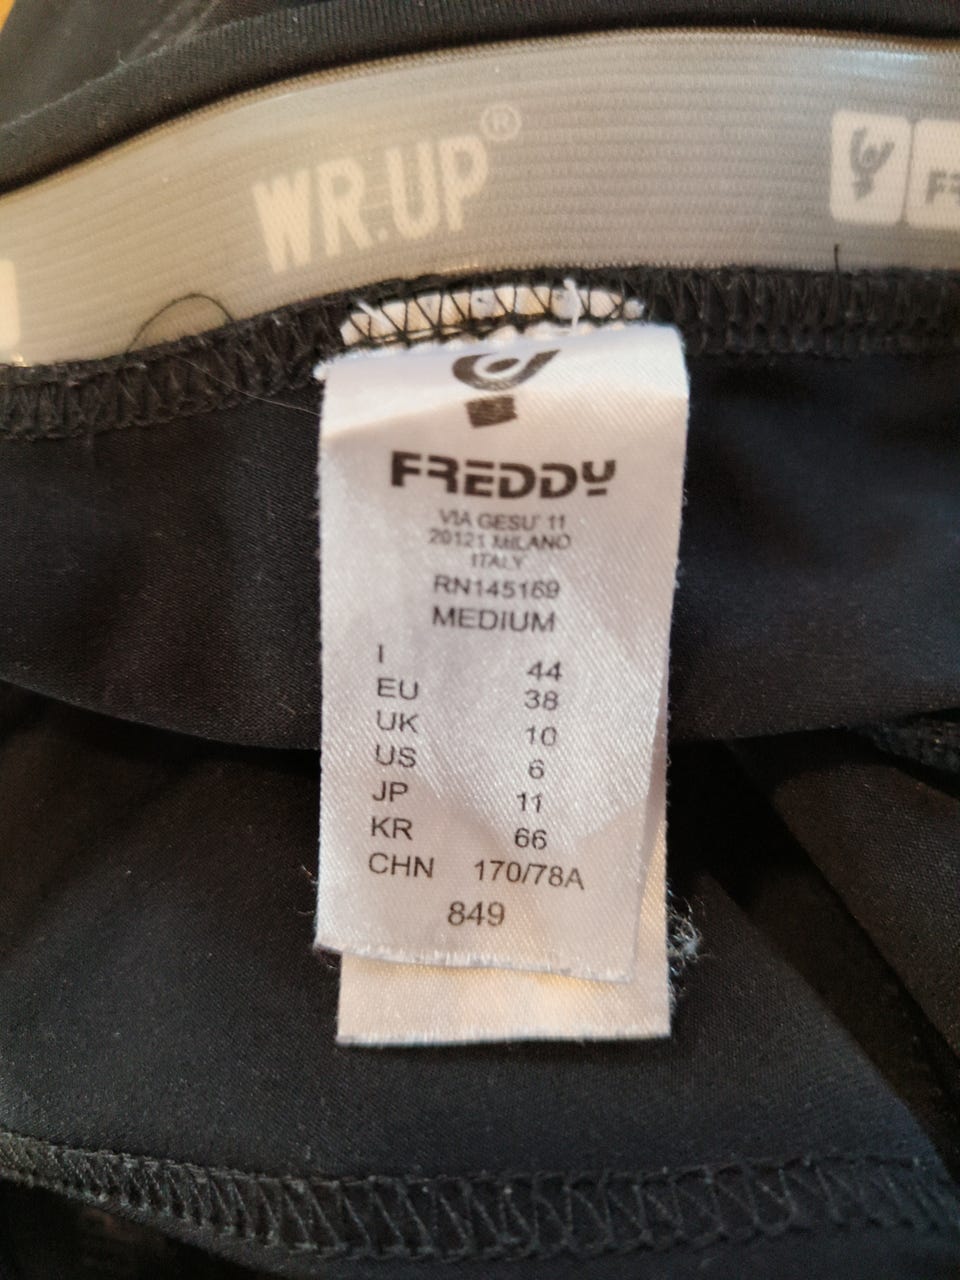 WR.UP®
FREDDY
VIA GESU' 11
20121 MILANO
ITALY
RN145169
MEDIUM
I 44
EU 38
UK 10
US 6
JP 11
KR 66
CHN 170/78A
849